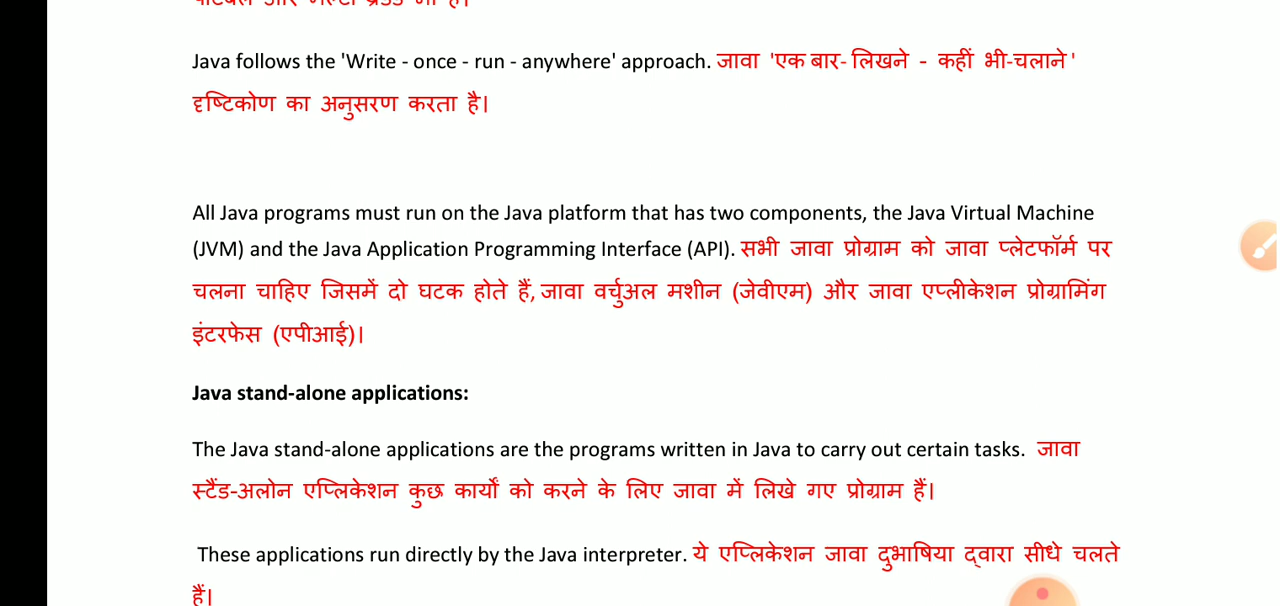 Java follows the 'Write - once - run - anywhere' approach. जावा 'एक बार- लिखने - कहीं भी-चलाने '
दृष्टिकोण का अनुसरण करता है।
All Java programs must run on the Java platform that has two components, the Java Virtual Machine
(JVM) and the Java Application Programming Interface (API). सभी जावा प्रोग्राम को जावा प्लेटफॉर्म पर
चलना चाहिए जिसमें दो घटक होते हैं, जावा वर्चुअल मशीन (जेवीएम) और जावा एप्लीकेशन प्रोग्रामिंग
इंटरफेस (एपीआई)।
Java stand-alone applications:
The Java stand-alone applications are the programs written in Java to carry out certain tasks. जावा
स्टैंड-अलोन एप्लिकेशन कुछ कार्यों को करने के लिए जावा में लिखे गए प्रोग्राम हैं।
These applications run directly by the Java interpreter. ये एप्लिकेशन जावा दुभाषिया द्वारा सीधे चलते
हैं।